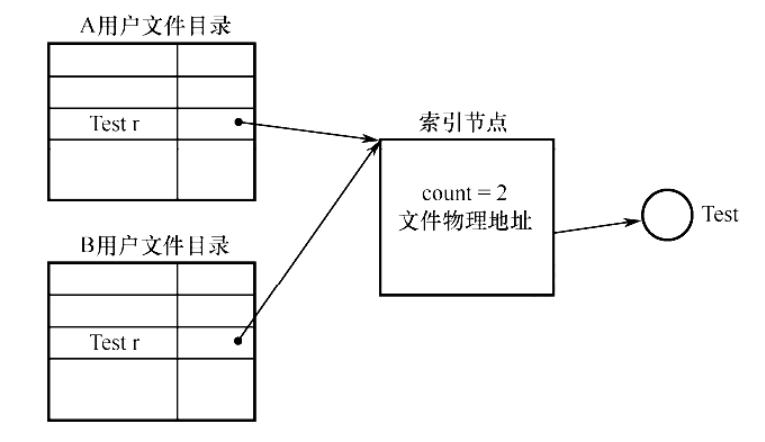 A用户文件目录
Test r
索引节点
count = 2
文件物理地址
Test
B用户文件目录
Test r